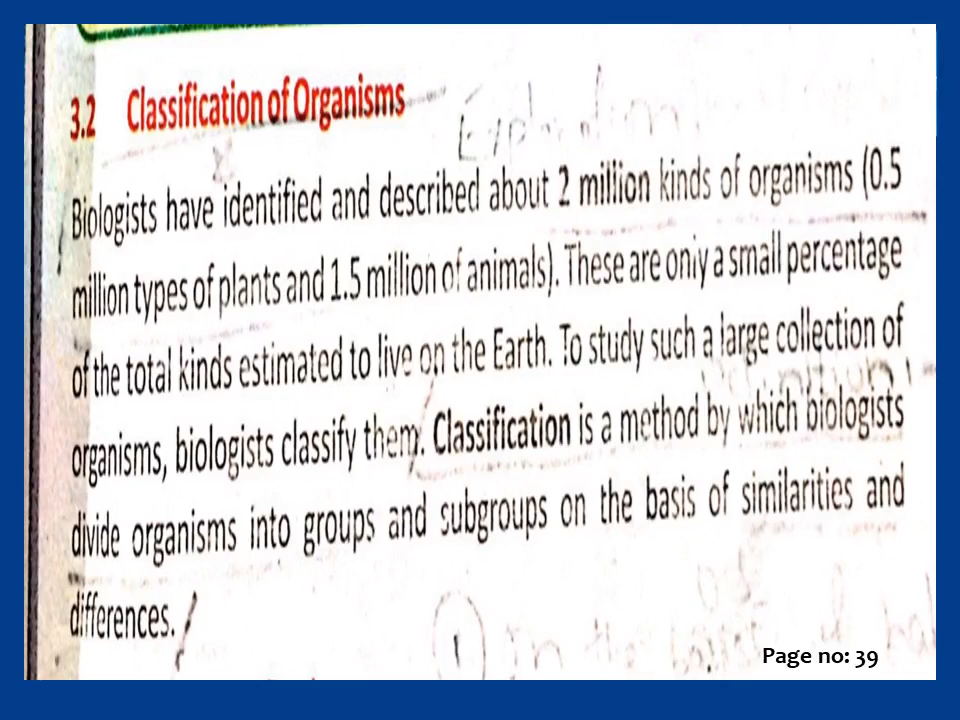 3.2 Classification of Organisms
Biologists have identified and described about 2 million kinds of organisms (0.5
million types of plants and 1.5 million of animals). These are only a small percentage
of the total kinds estimated to live on the Earth. To study such a large collection of
organisms, biologists classify them. Classification is a method by which biologists
divide organisms into groups and subgroups on the basis of similarities and
differences.
Page no: 39